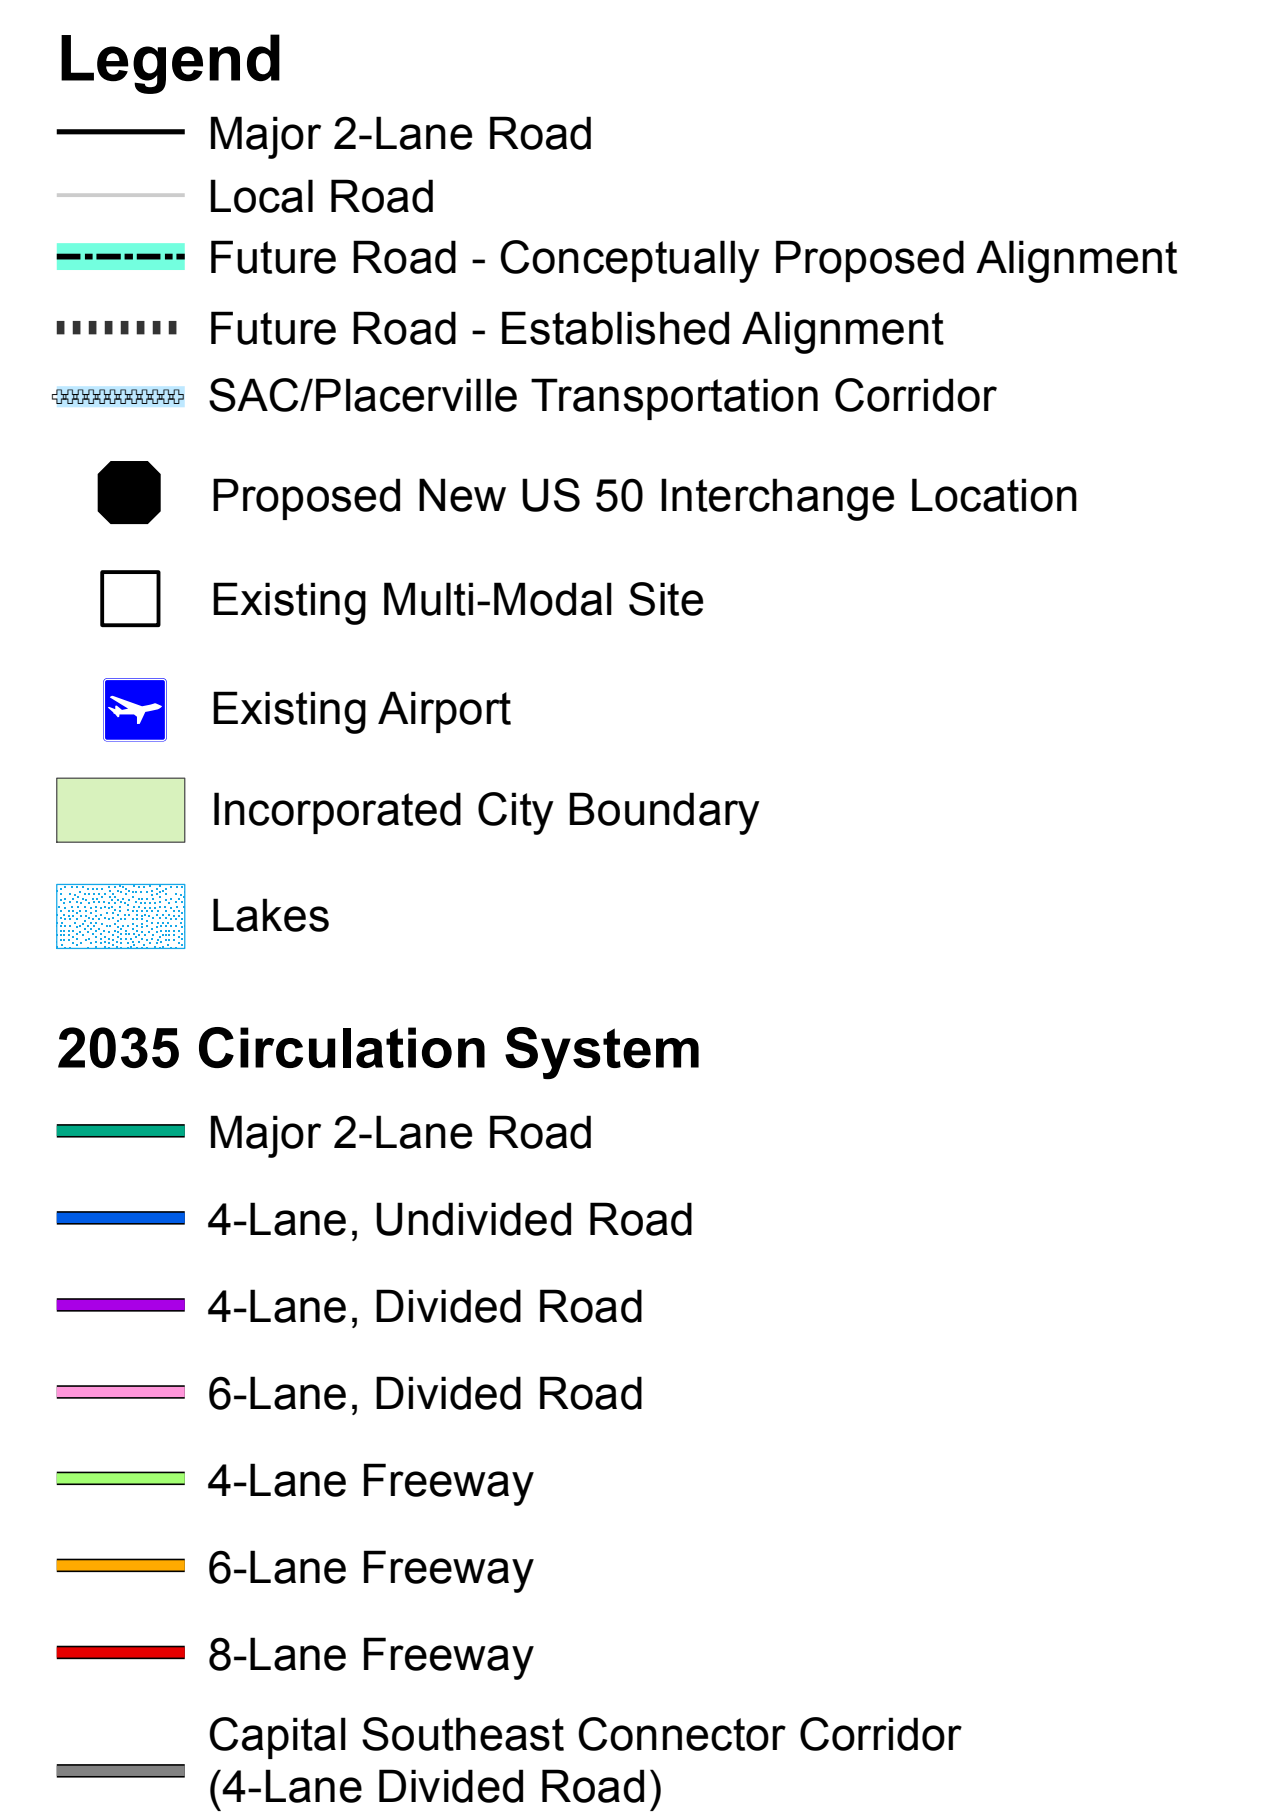 Legend
Major 2-Lane Road
Local Road
Future Road - Conceptually Proposed Alignment
Future Road - Established Alignment
SAC/Placerville Transportation Corridor
Proposed New US 50 Interchange Location
Existing Multi-Modal Site
Existing Airport
Incorporated City Boundary
Lakes
2035 Circulation System
Major 2-Lane Road
4-Lane, Undivided Road
4-Lane, Divided Road
6-Lane, Divided Road
4-Lane Freeway
6-Lane Freeway
8-Lane Freeway
Capital Southeast Connector Corridor
(4-Lane Divided Road)